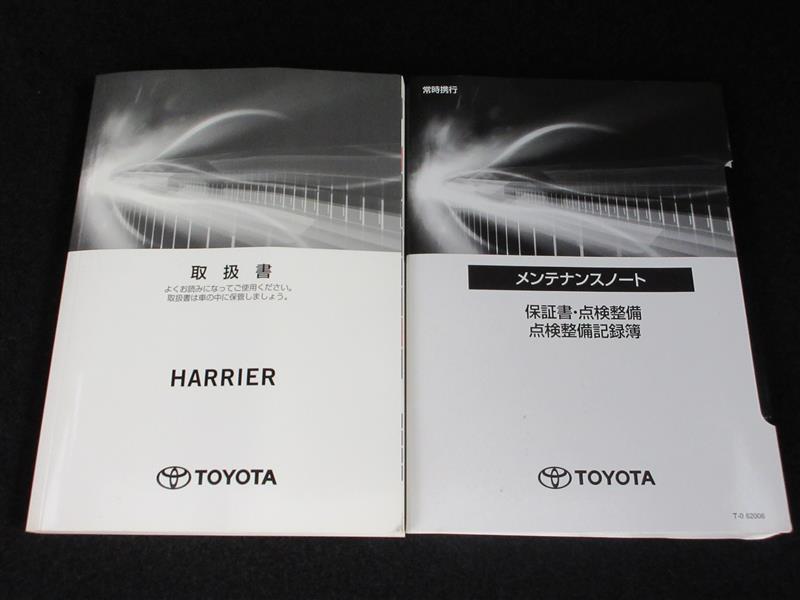 取扱書
よくお読みになってご使用ください。
取扱書は車の中に保管しましょう。
HARRIER
TOYOTA
常時携行
メンテナンスノート
保証書・点検整備
点検整備記録簿
TOYOTA
T-0 62006